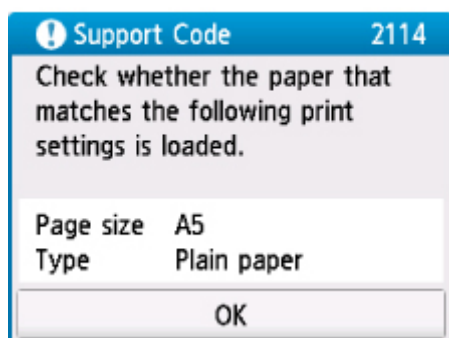 Support Code 2114
Check whether the paper that
matches the following print
settings is loaded.
Page size A5
Type Plain paper
OK